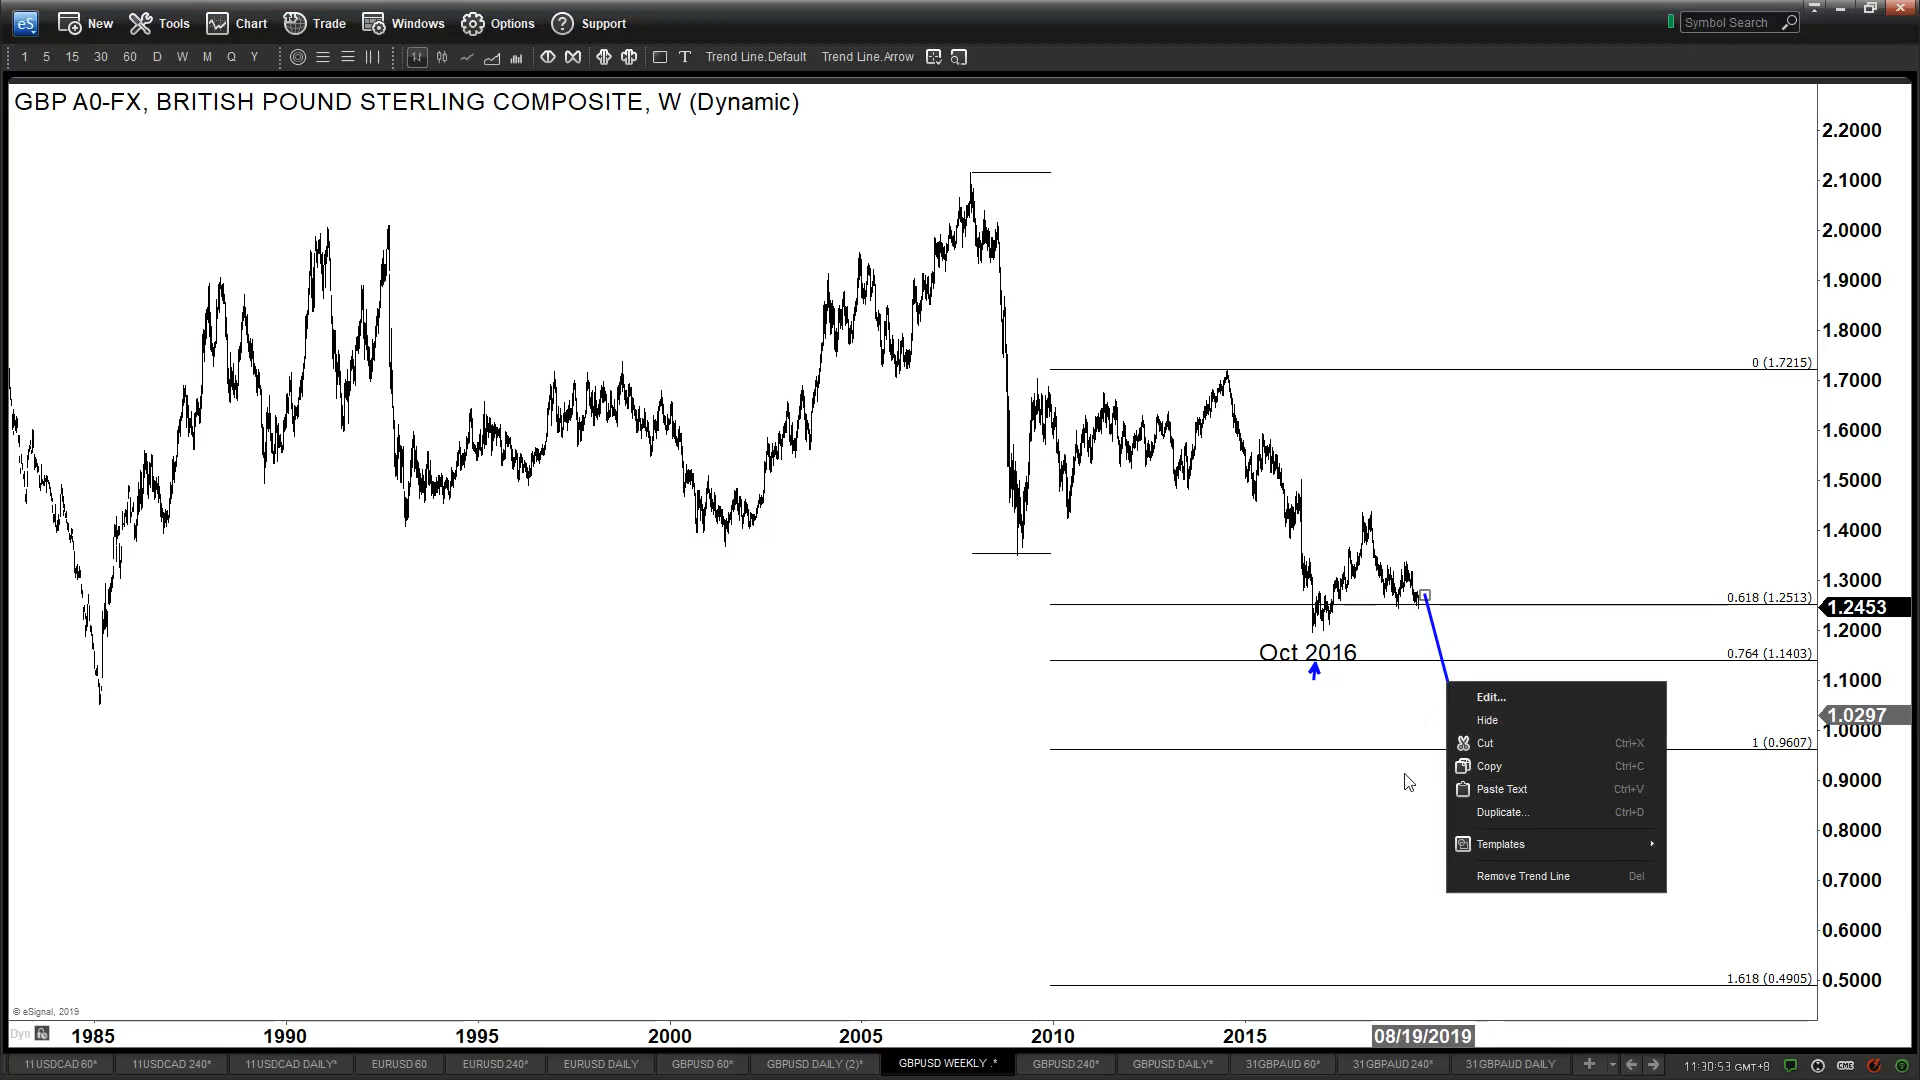 eS New Tools Chart Trade Windows Options Support Symbol Search
1 5 15 30 60 D W M Q Y T Trend Line.Default Trend Line.Arrow
GBP A0-FX, BRITISH POUND STERLING COMPOSITE, W (Dynamic)
2.2000
2.1000
2.0000
1.9000
1.8000
0 (1.7215)
1.7000
1.6000
1.5000
1.4000
1.3000
0.618 (1.2513)
1.2453
1.2000
Oct 2016
0.764 (1.1403)
1.1000
1.0297
1.0000
1 (0.9607)
0.9000
0.8000
0.7000
0.6000
1.618 (0.4905)
0.5000
Edit...
Hide
Cut Ctrl+X
Copy Ctrl+C
Paste Text Ctrl+V
Duplicate... Ctrl+D
Templates
Remove Trend Line Del
© eSignal, 2019
Dyn 1985 1990 1995 2000 2005 2010 2015 08/19/2019
11USDCAD 60* 11USDCAD 240* 11USDCAD DAILY* EURUSD 60 EURUSD 240* EURUSD DAILY GBPUSD 60* GBPUSD DAILY (2)* GBPUSD WEEKLY .* GBPUSD 240* GBPUSD DAILY* 31GBPAUD 60* 31GBPAUD 240* 31GBPAUD DAILY 11:30:53 GMT+8 CME